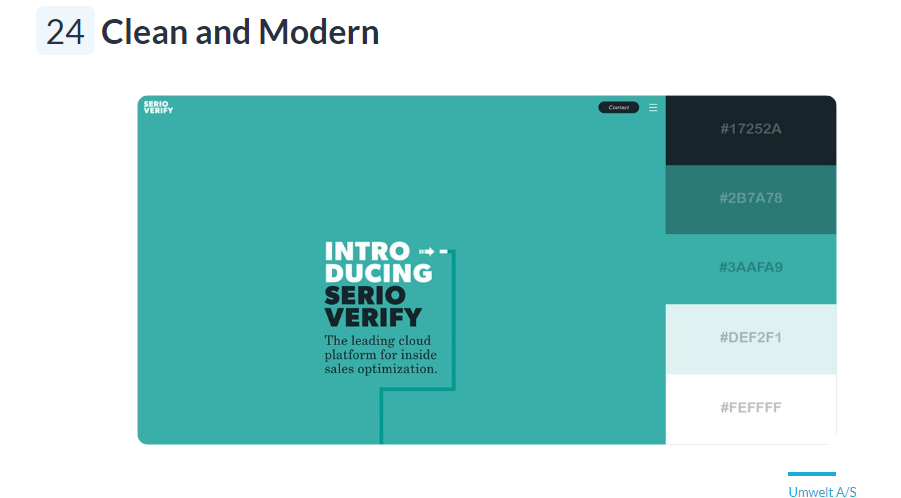 24 Clean and Modern
SERIO
VERIFY
Contact
INTRO
DUCING
SERIO
VERIFY
The leading cloud
platform for inside
sales optimization.
#17252A
#2B7A78
#3AAFA9
#DEF2F1
#FEFFFF
Umwelt A/S